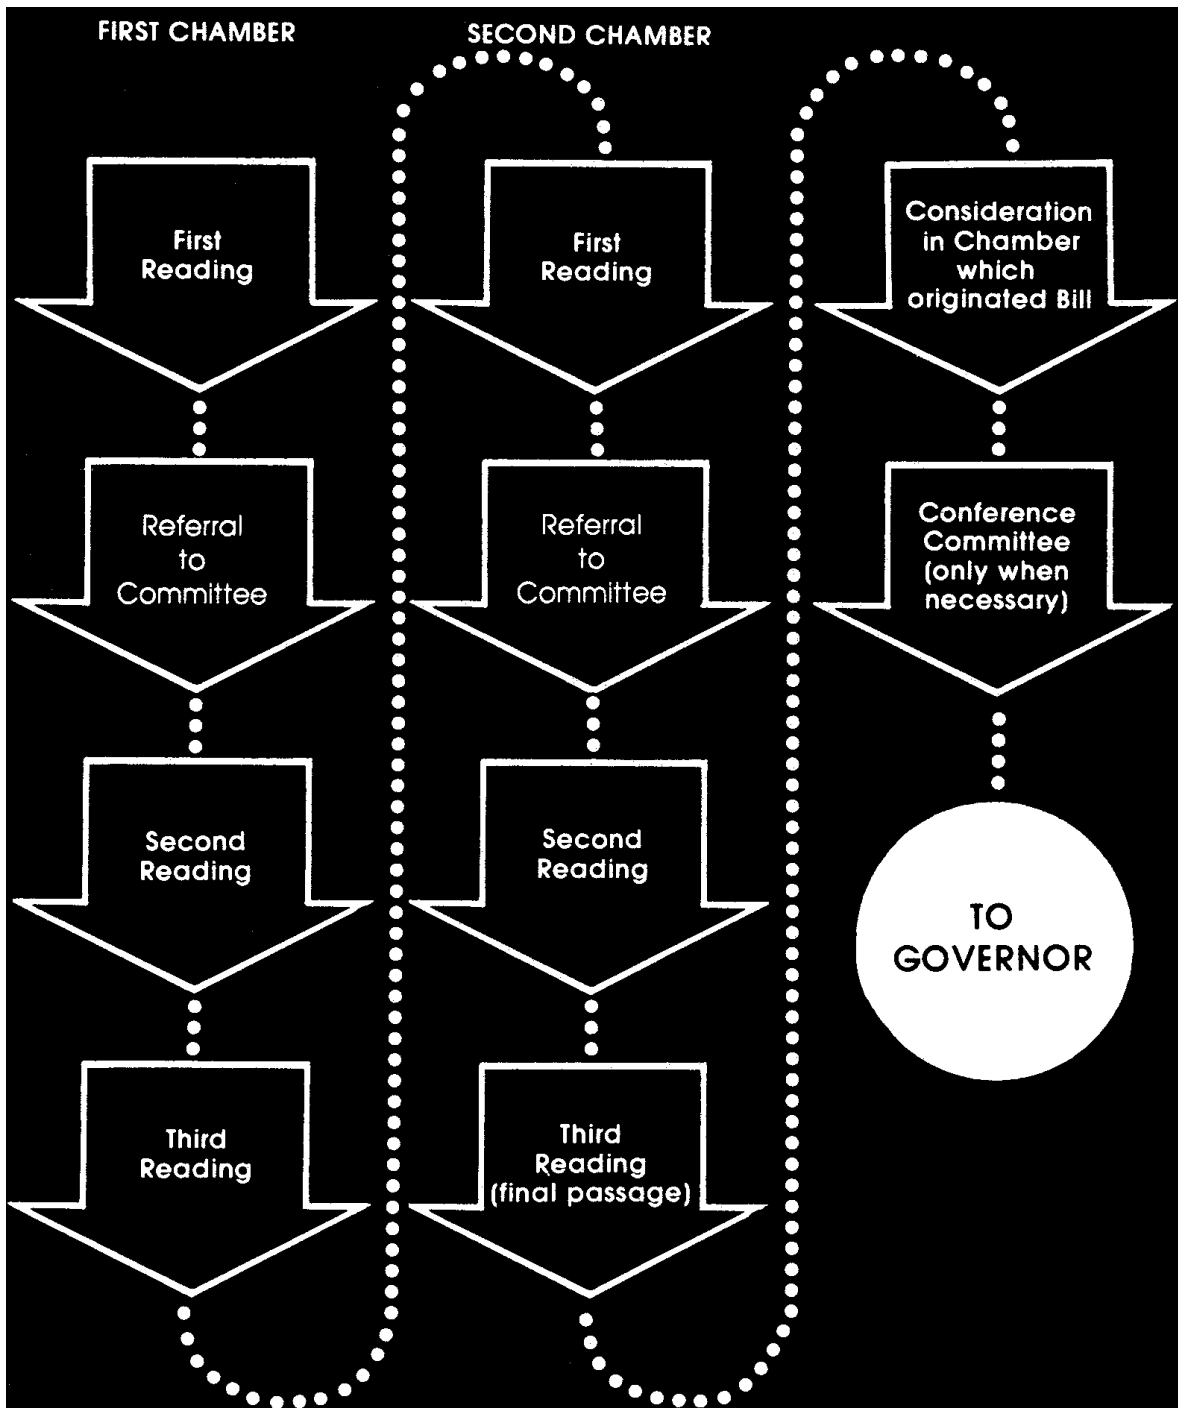 FIRST CHAMBER
First
Reading
Referral
to
Committee
Second
Reading
Third
Reading
SECOND CHAMBER
First
Reading
Referral
to
Committee
Second
Reading
Third
Reading
(final passage)
Consideration
in Chamber
which
originated Bill
Conference
Committee
(only when
necessary)
TO
GOVERNOR